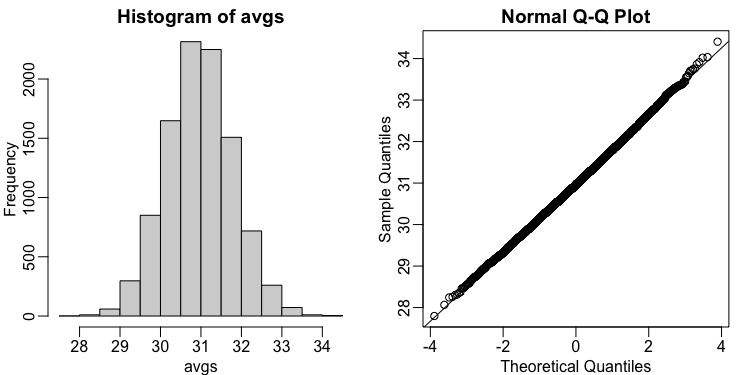 Histogram of avgs
Frequency
0 500 1000 1500 2000
28 29 30 31 32 33 34
avgs
Normal Q-Q Plot
Sample Quantiles
28 29 30 31 32 33 34
-4 -2 0 2 4
Theoretical Quantiles